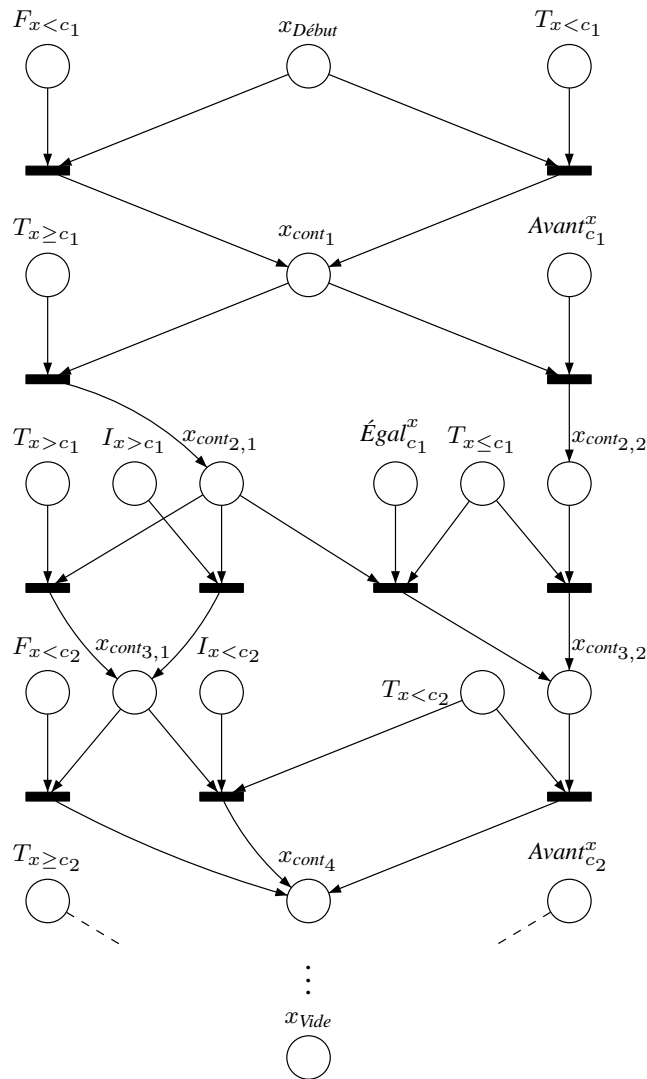 F_{x<c_1} x_{Début} T_{x<c_1}
T_{x≥c_1} x_{cont_1} Avant^x_{c_1}
T_{x>c_1} I_{x>c_1} x_{cont_{2,1}} Égal^x_{c_1} T_{x≤c_1} x_{cont_{2,2}}
F_{x<c_2} x_{cont_{3,1}} I_{x<c_2} T_{x<c_2} x_{cont_{3,2}}
T_{x≥c_2} x_{cont_4} Avant^x_{c_2}
⋮
x_{Vide}